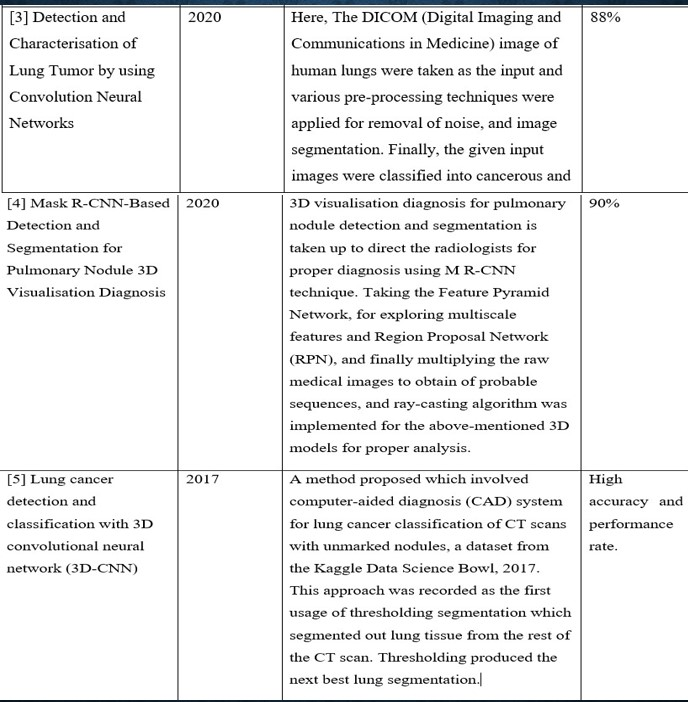 [3] Detection and
Characterisation of
Lung Tumor by using
Convolution Neural
Networks
2020
Here, The DICOM (Digital Imaging and
Communications in Medicine) image of
human lungs were taken as the input and
various pre-processing techniques were
applied for removal of noise, and image
segmentation. Finally, the given input
images were classified into cancerous and
88%
[4] Mask R-CNN-Based
Detection and
Segmentation for
Pulmonary Nodule 3D
Visualisation Diagnosis
2020
3D visualisation diagnosis for pulmonary
nodule detection and segmentation is
taken up to direct the radiologists for
proper diagnosis using M R-CNN
technique. Taking the Feature Pyramid
Network, for exploring multiscale
features and Region Proposal Network
(RPN), and finally multiplying the raw
medical images to obtain of probable
sequences, and ray-casting algorithm was
implemented for the above-mentioned 3D
models for proper analysis.
90%
[5] Lung cancer
detection and
classification with 3D
convolutional neural
network (3D-CNN)
2017
A method proposed which involved
computer-aided diagnosis (CAD) system
for lung cancer classification of CT scans
with unmarked nodules, a dataset from
the Kaggle Data Science Bowl, 2017.
This approach was recorded as the first
usage of thresholding segmentation which
segmented out lung tissue from the rest of
the CT scan. Thresholding produced the
next best lung segmentation.
High
accuracy and
performance
rate.